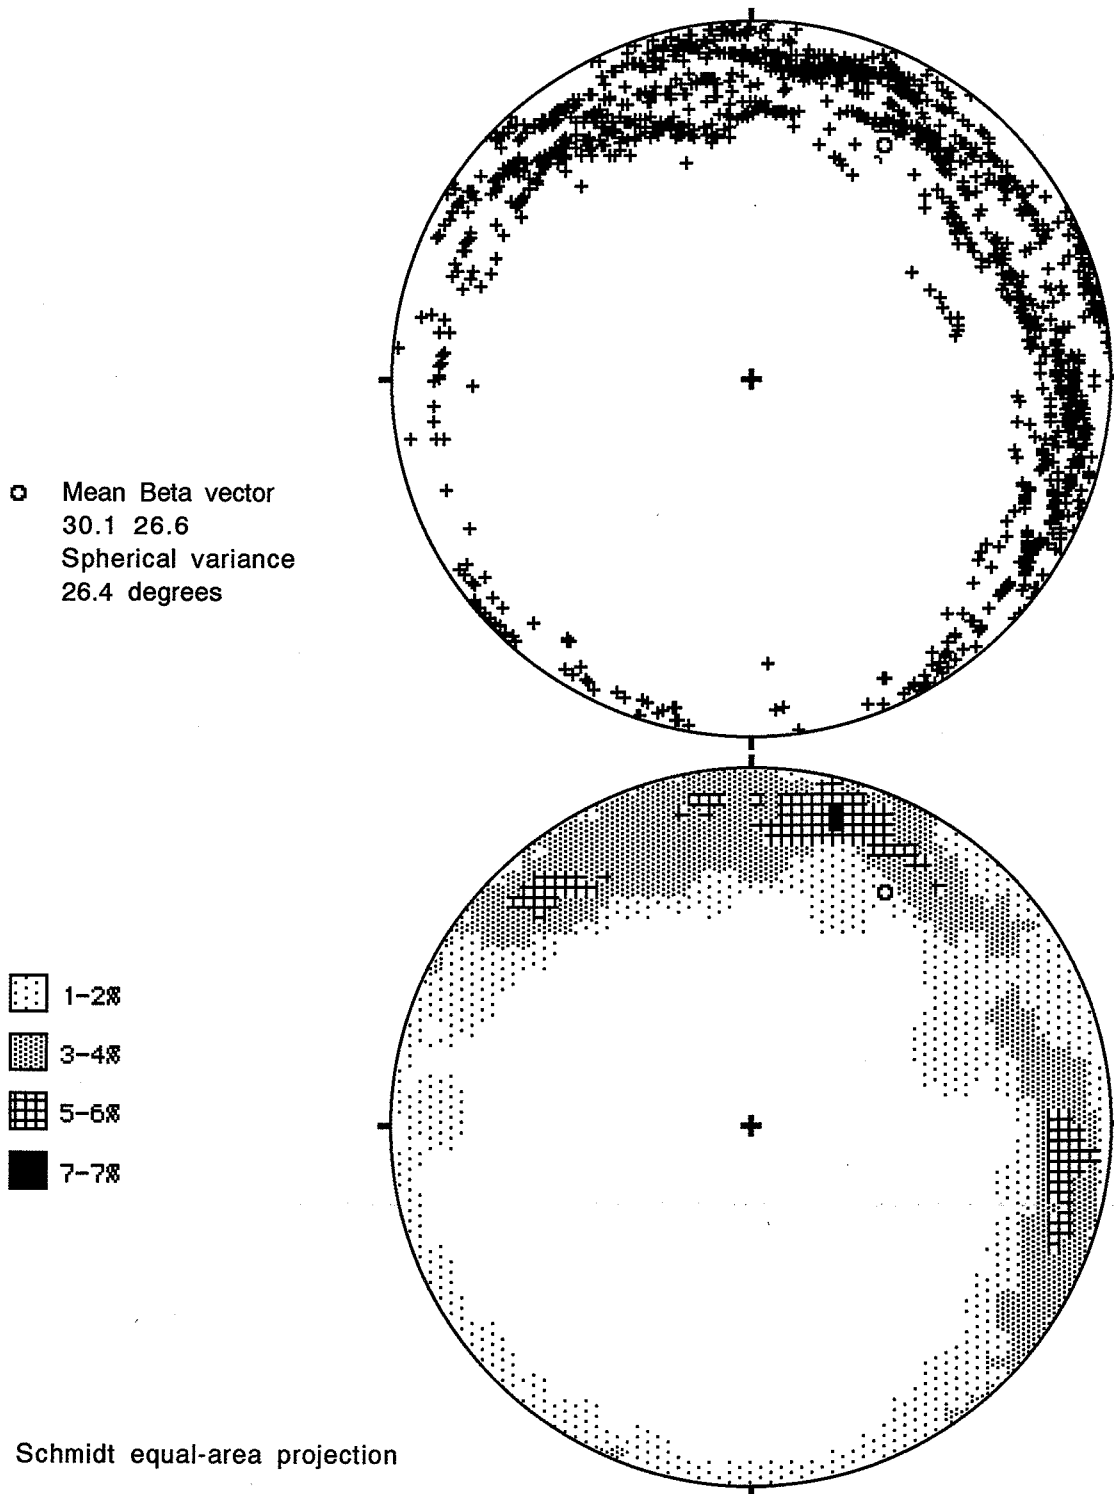 Mean Beta vector
30.1 26.6
Spherical variance
26.4 degrees
1-2%
3-4%
5-6%
7-7%
Schmidt equal-area projection